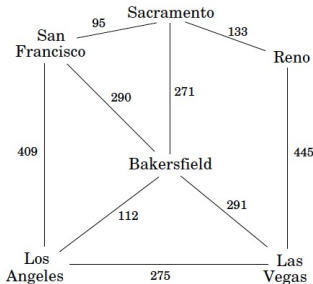 Sacramento
95
133
San
Francisco
Reno
290
271
409
445
Bakersfield
112
291
Los
Angeles
275
Las
Vegas